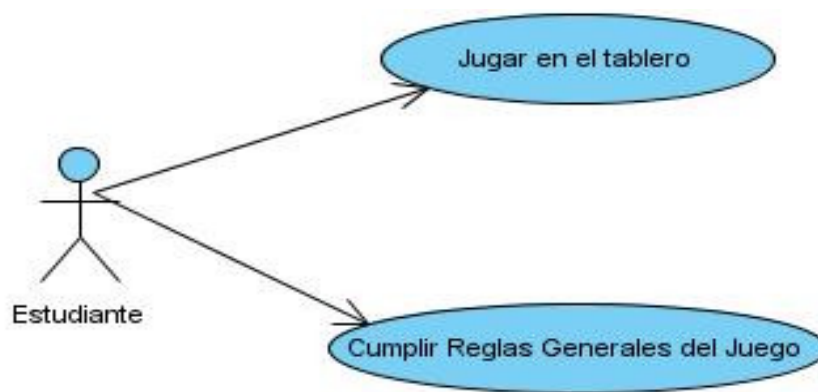 Jugar en el tablero
Estudiante
Cumplir Reglas Generales del Juego